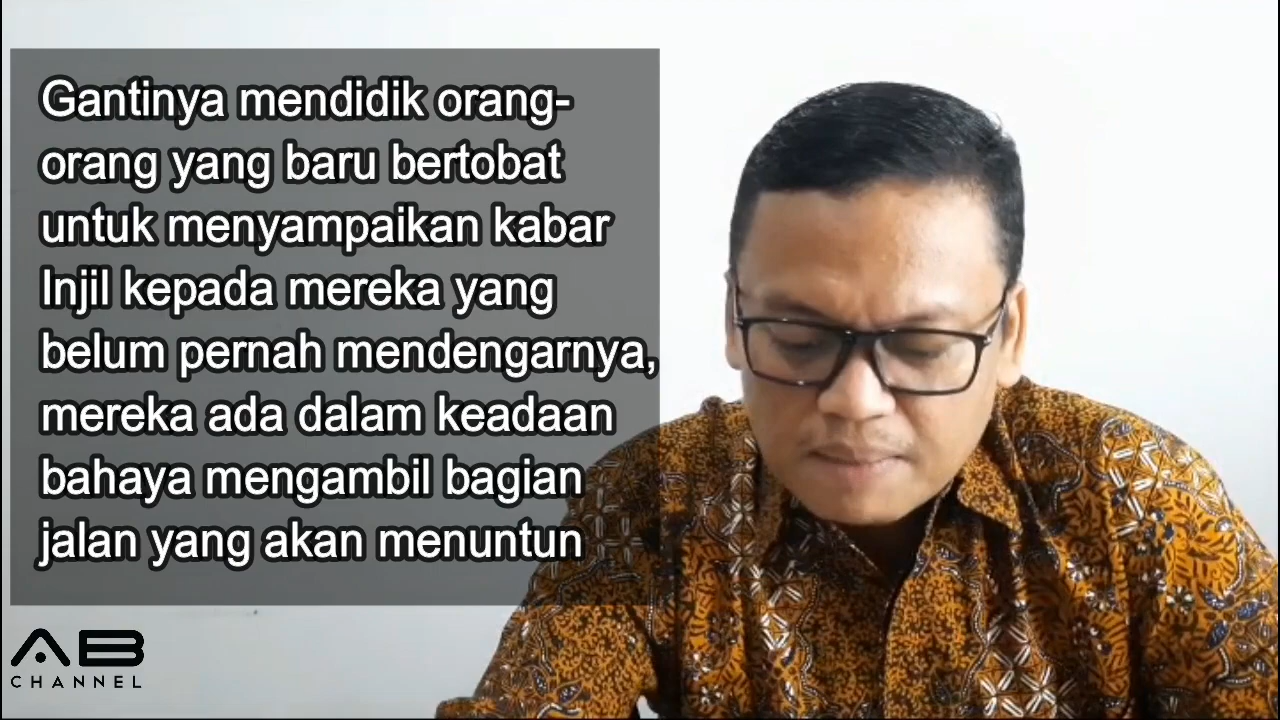 Gantinya mendidik orang-
orang yang baru bertobat
untuk menyampaikan kabar
Injil kepada mereka yang
belum pernah mendengarnya,
mereka ada dalam keadaan
bahaya mengambil bagian
jalan yang akan menuntun
AB
CHANNEL